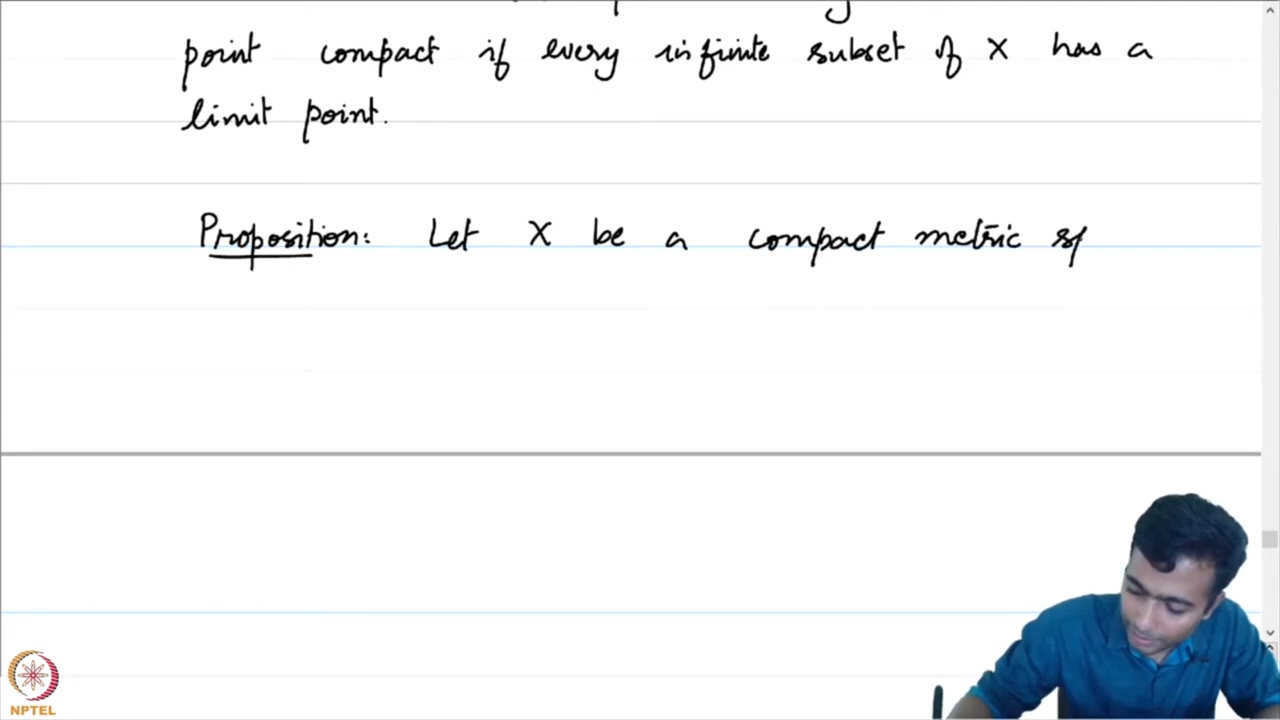 point compact if every infinite subset of X has a
limit point.
Proposition: Let X be a compact metric sp
NPTEL